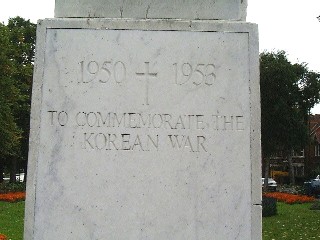 1950 † 1953
TO COMMEMORATE THE
KOREAN WAR